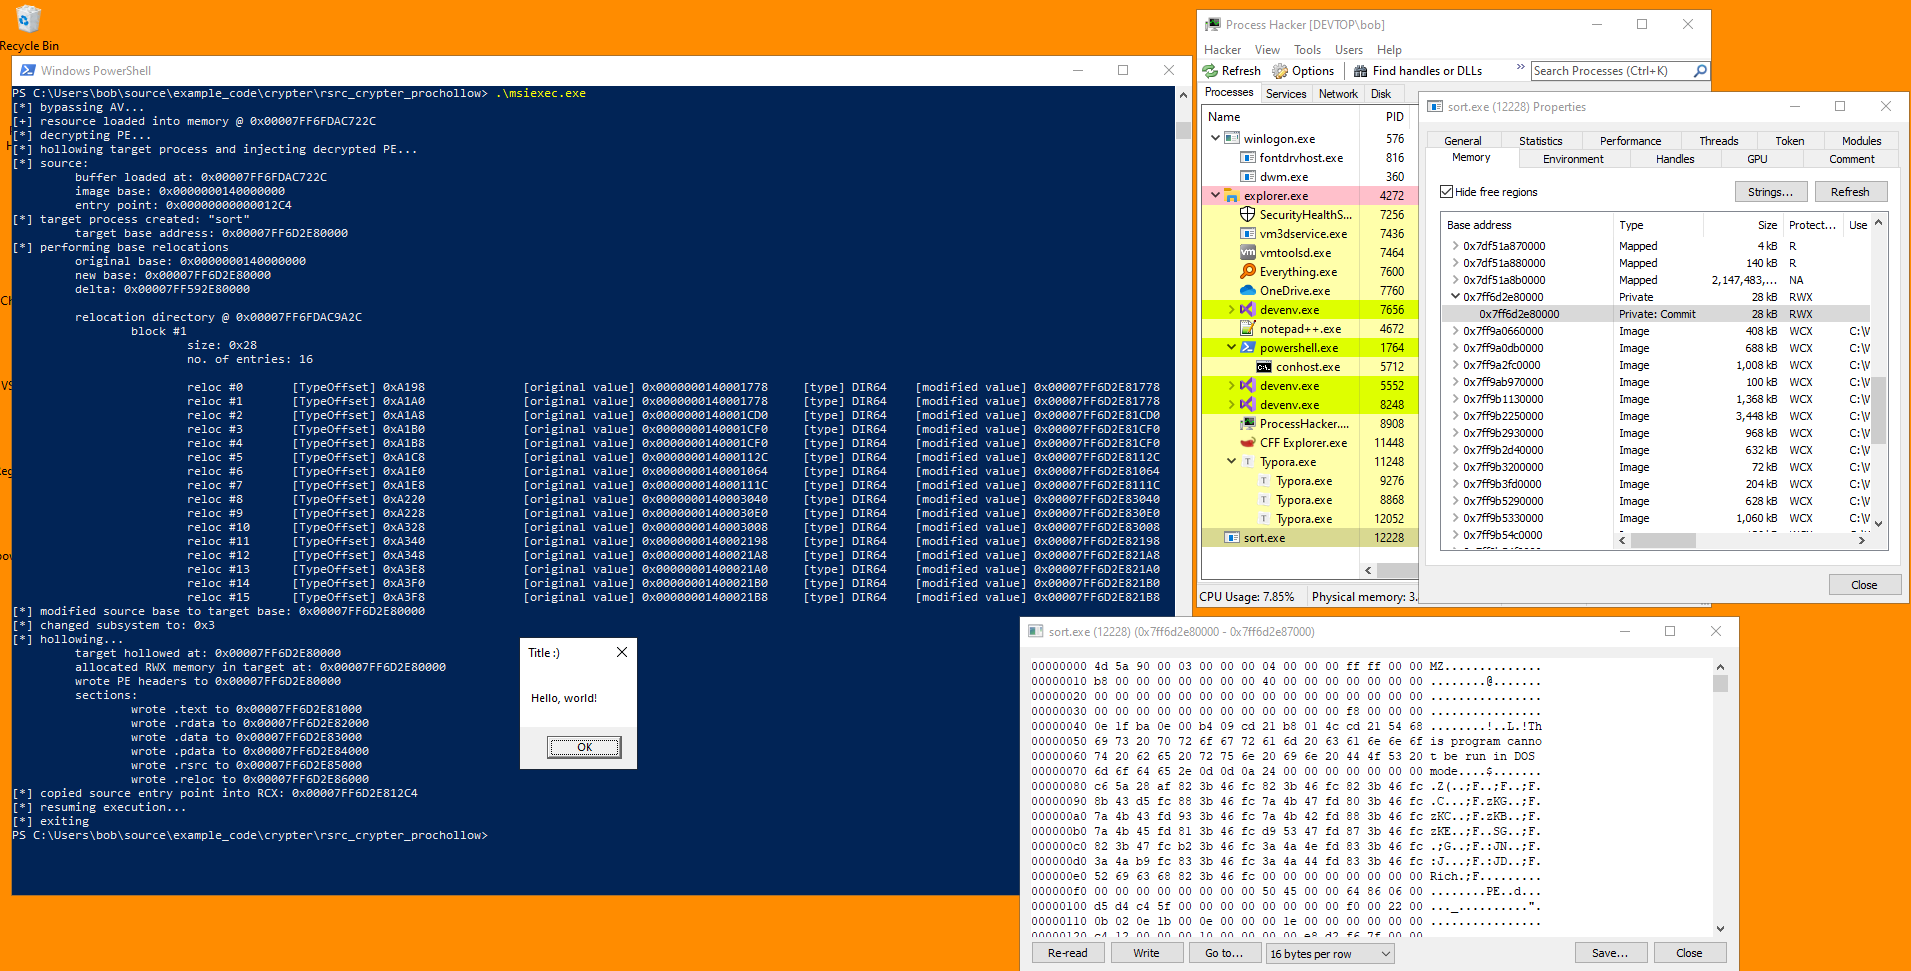 Recycle Bin
Windows PowerShell
PS C:\Users\bob\source\example_code\crypter\rsrc_crypter_prochollow> .\msiexec.exe
[*] bypassing AV...
[+] resource loaded into memory @ 0x00007FF6FDAC722C
[*] decrypting PE...
[*] hollowing target process and injecting decrypted PE...
[*] source:
buffer loaded at: 0x00007FF6FDAC722C
image base: 0x0000000140000000
entry point: 0x00000000000012C4
[*] target process created: "sort"
target base address: 0x00007FF6D2E80000
[*] performing base relocations
original base: 0x0000000140000000
new base: 0x00007FF6D2E80000
delta: 0x00007FF592E80000
relocation directory @ 0x00007FF6FDAC9A2C
block #1
size: 0x28
no. of entries: 16
reloc #0 [TypeOffset] 0xA198 [original value] 0x0000000140001778 [type] DIR64 [modified value] 0x00007FF6D2E81778
reloc #1 [TypeOffset] 0xA1A0 [original value] 0x0000000140001778 [type] DIR64 [modified value] 0x00007FF6D2E81778
reloc #2 [TypeOffset] 0xA1A8 [original value] 0x0000000140001CD0 [type] DIR64 [modified value] 0x00007FF6D2E81CD0
reloc #3 [TypeOffset] 0xA1B0 [original value] 0x0000000140001CF0 [type] DIR64 [modified value] 0x00007FF6D2E81CF0
reloc #4 [TypeOffset] 0xA1B8 [original value] 0x0000000140001CF0 [type] DIR64 [modified value] 0x00007FF6D2E81CF0
reloc #5 [TypeOffset] 0xA1C8 [original value] 0x000000014000112C [type] DIR64 [modified value] 0x00007FF6D2E8112C
reloc #6 [TypeOffset] 0xA1E0 [original value] 0x0000000140001064 [type] DIR64 [modified value] 0x00007FF6D2E81064
reloc #7 [TypeOffset] 0xA1E8 [original value] 0x000000014000111C [type] DIR64 [modified value] 0x00007FF6D2E8111C
reloc #8 [TypeOffset] 0xA220 [original value] 0x0000000140003040 [type] DIR64 [modified value] 0x00007FF6D2E83040
reloc #9 [TypeOffset] 0xA228 [original value] 0x00000001400030E0 [type] DIR64 [modified value] 0x00007FF6D2E830E0
reloc #10 [TypeOffset] 0xA328 [original value] 0x0000000140003008 [type] DIR64 [modified value] 0x00007FF6D2E83008
reloc #11 [TypeOffset] 0xA340 [original value] 0x0000000140002198 [type] DIR64 [modified value] 0x00007FF6D2E82198
reloc #12 [TypeOffset] 0xA348 [original value] 0x00000001400021A8 [type] DIR64 [modified value] 0x00007FF6D2E821A8
reloc #13 [TypeOffset] 0xA3E8 [original value] 0x00000001400021A0 [type] DIR64 [modified value] 0x00007FF6D2E821A0
reloc #14 [TypeOffset] 0xA3F0 [original value] 0x00000001400021B0 [type] DIR64 [modified value] 0x00007FF6D2E821B0
reloc #15 [TypeOffset] 0xA3F8 [original value] 0x00000001400021B8 [type] DIR64 [modified value] 0x00007FF6D2E821B8
[*] modified source base to target base: 0x00007FF6D2E80000
[*] changed subsystem to: 0x3
[*] hollowing...
target hollowed at: 0x00007FF6D2E80000
allocated RWX memory in target at: 0x00007FF6D2E80000
wrote PE headers to 0x00007FF6D2E80000
sections:
wrote .text to 0x00007FF6D2E81000
wrote .rdata to 0x00007FF6D2E82000
wrote .data to 0x00007FF6D2E83000
wrote .pdata to 0x00007FF6D2E84000
wrote .rsrc to 0x00007FF6D2E85000
wrote .reloc to 0x00007FF6D2E86000
[*] copied source entry point into RCX: 0x00007FF6D2E812C4
[*] resuming execution...
[*] exiting
PS C:\Users\bob\source\example_code\crypter\rsrc_crypter_prochollow>
Title :)
Hello, world!
OK
Process Hacker [DEVTOP\bob]
Hacker View Tools Users Help
Refresh Options Find handles or DLLs » Search Processes (Ctrl+K)
Processes Services Network Disk
Name PID
winlogon.exe 576
fontdrvhost.exe 816
dwm.exe 360
explorer.exe 4272
SecurityHealthS... 7256
vm3dservice.exe 7436
vmtoolsd.exe 7464
Everything.exe 7600
OneDrive.exe 7760
devenv.exe 7656
notepad++.exe 4672
powershell.exe 1764
conhost.exe 5712
devenv.exe 5552
devenv.exe 8248
ProcessHacker.... 8908
CFF Explorer.exe 11448
Typora.exe 11248
Typora.exe 9276
Typora.exe 8868
Typora.exe 12052
sort.exe 12228
CPU Usage: 7.85% Physical memory: 3.
sort.exe (12228) Properties
General Statistics Performance Threads Token Modules
Memory Environment Handles GPU Comment
Hide free regions Strings... Refresh
Base address Type Size Protect... Use
0x7df51a870000 Mapped 4 kB R
0x7df51a880000 Mapped 140 kB R
0x7df51a8b0000 Mapped 2,147,483,... NA
0x7ff6d2e80000 Private 28 kB RWX
0x7ff6d2e80000 Private: Commit 28 kB RWX
0x7ff9a0660000 Image 408 kB WCX
0x7ff9a0db0000 Image 688 kB WCX
0x7ff9a2fc0000 Image 1,008 kB WCX
0x7ff9ab970000 Image 100 kB WCX
0x7ff9b1130000 Image 1,368 kB WCX
0x7ff9b2250000 Image 3,448 kB WCX
0x7ff9b2930000 Image 968 kB WCX
0x7ff9b2d40000 Image 632 kB WCX
0x7ff9b3200000 Image 72 kB WCX
0x7ff9b3fd0000 Image 204 kB WCX
0x7ff9b5290000 Image 628 kB WCX
0x7ff9b5330000 Image 1,060 kB WCX
0x7ff9b54c0000
Close
sort.exe (12228) (0x7ff6d2e80000 - 0x7ff6d2e87000)
00000000 4d 5a 90 00 03 00 00 00 04 00 00 00 ff ff 00 00 MZ..............
00000010 b8 00 00 00 00 00 00 00 40 00 00 00 00 00 00 00 ........@.......
00000020 00 00 00 00 00 00 00 00 00 00 00 00 00 00 00 00 ................
00000030 00 00 00 00 00 00 00 00 00 00 00 00 f8 00 00 00 ................
00000040 0e 1f ba 0e 00 b4 09 cd 21 b8 01 4c cd 21 54 68 ........!..L.!Th
00000050 69 73 20 70 72 6f 67 72 61 6d 20 63 61 6e 6e 6f is program canno
00000060 74 20 62 65 20 72 75 6e 20 69 6e 20 44 4f 53 20 t be run in DOS
00000070 6d 6f 64 65 2e 0d 0d 0a 24 00 00 00 00 00 00 00 mode....$.......
00000080 c6 5a 28 af 82 3b 46 fc 82 3b 46 fc 82 3b 46 fc .Z(..;F..;F..;F.
00000090 8b 43 d5 fc 88 3b 46 fc 7a 4b 47 fd 80 3b 46 fc .C...;F.zKG..;F.
000000a0 7a 4b 43 fd 93 3b 46 fc 7a 4b 42 fd 88 3b 46 fc zKC..;F.zKB..;F.
000000b0 7a 4b 45 fd 81 3b 46 fc d9 53 47 fd 87 3b 46 fc zKE..;F..SG..;F.
000000c0 82 3b 47 fc b2 3b 46 fc 3a 4a 4e fd 83 3b 46 fc .;G..;F.:JN..;F.
000000d0 3a 4a b9 fc 83 3b 46 fc 3a 4a 44 fd 83 3b 46 fc :J...;F.:JD..;F.
000000e0 52 69 63 68 82 3b 46 fc 00 00 00 00 00 00 00 00 Rich.;F.........
000000f0 00 00 00 00 00 00 00 00 50 45 00 00 64 86 06 00 ........PE..d...
00000100 d5 d4 c4 5f 00 00 00 00 00 00 00 00 f0 00 22 00 ..._..........".
00000110 0b 02 0e 1b 00 0e 00 00 00 1e 00 00 00 00 00 00 ................
00000120 c4 12 00 00 00 10 00 00 00 00 e8 d2 f6 7f 00 00
Re-read Write Go to... 16 bytes per row Save... Close